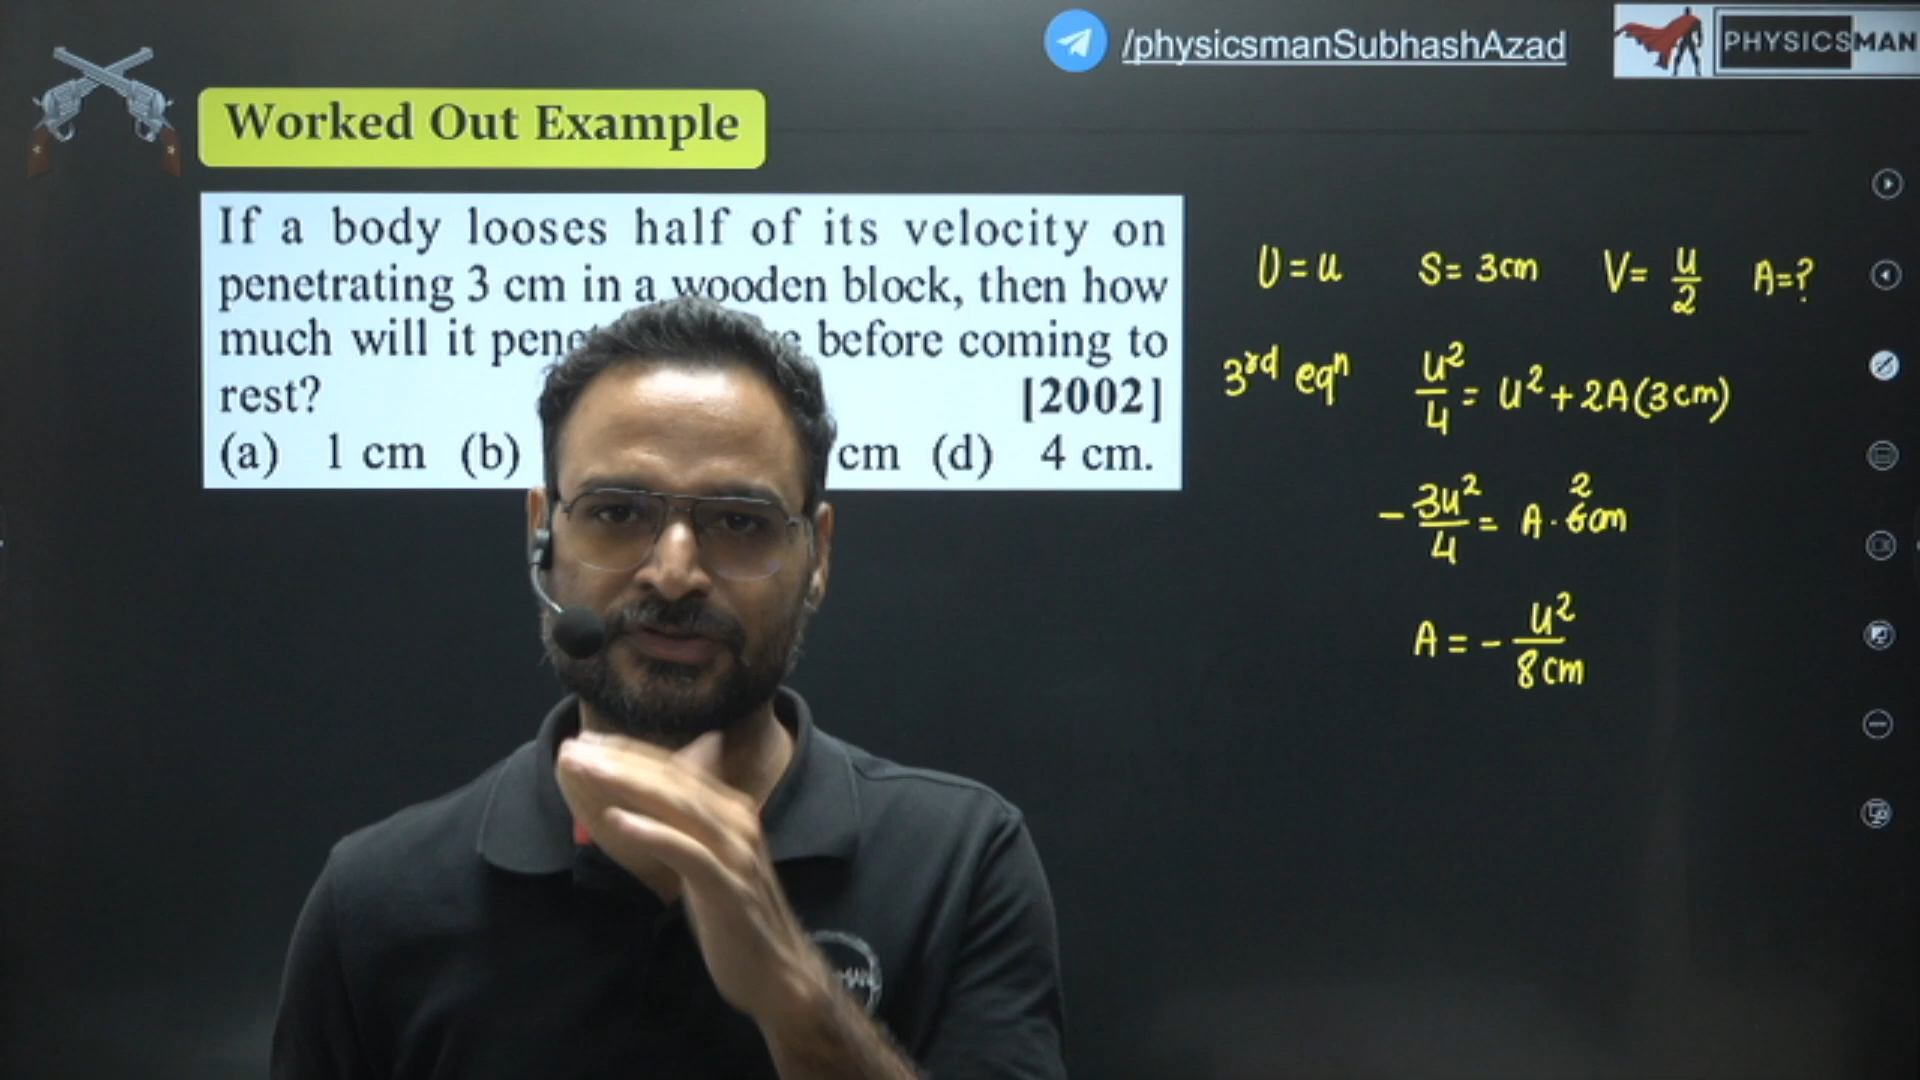 /physicsmanSubhashAzad
PHYSICSMAN
Worked Out Example
If a body looses half of its velocity on
penetrating 3 cm in a wooden block, then how
much will it before coming to
rest? [2002]
(a) 1 cm (b) cm (d) 4 cm.
U = u S = 3cm V = u/2 A = ?
3rd eqn u²/4 = u² + 2A(3cm)
- 3u²/4 = A · 6cm 2
A = - u²/8cm